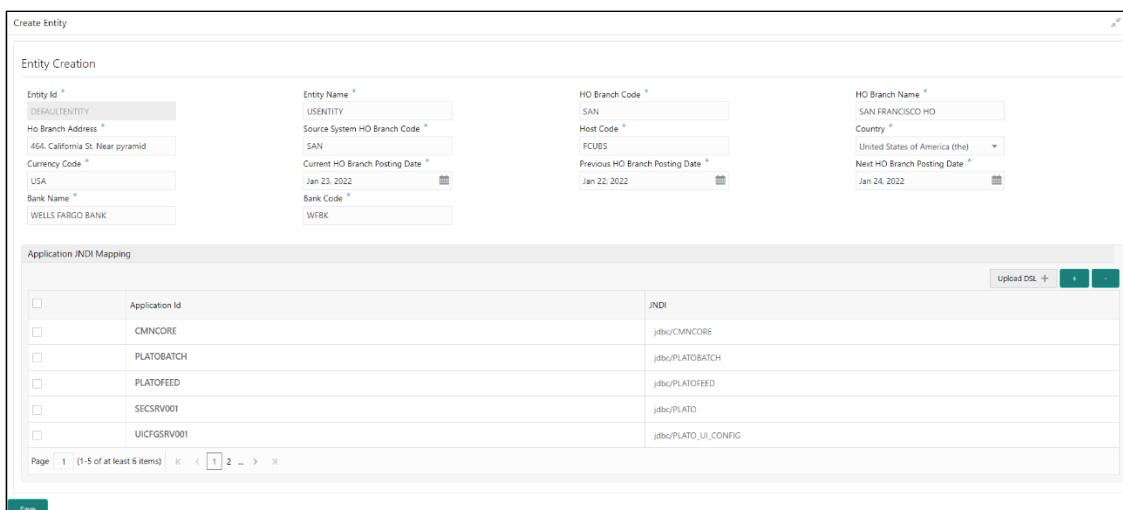 Create Entity
Entity Creation
Entity Id * Entity Name * HO Branch Code * HO Branch Name *
DEFAULTENTITY USENTITY SAN SAN FRANCISCO HO
Ho Branch Address * Source System HO Branch Code * Host Code * Country *
464, California St, Near pyramid SAN FCUBS United States of America (the)
Currency Code * Current HO Branch Posting Date * Previous HO Branch Posting Date * Next HO Branch Posting Date *
USA Jan 23, 2022 Jan 22, 2022 Jan 24, 2022
Bank Name * Bank Code *
WELLS FARGO BANK WFBK
Application JNDI Mapping
Upload DSL + + -
Application Id JNDI
CMNCORE jdbc/CMNCORE
PLATOBATCH jdbc/PLATOBATCH
PLATOFEED jdbc/PLATOFEED
SECSRV001 jdbc/PLATO
UICFGSRV001 jdbc/PLATO_UI_CONFIG
Page 1 (1-5 of at least 6 items) K < 1 2 ... > >|
Save